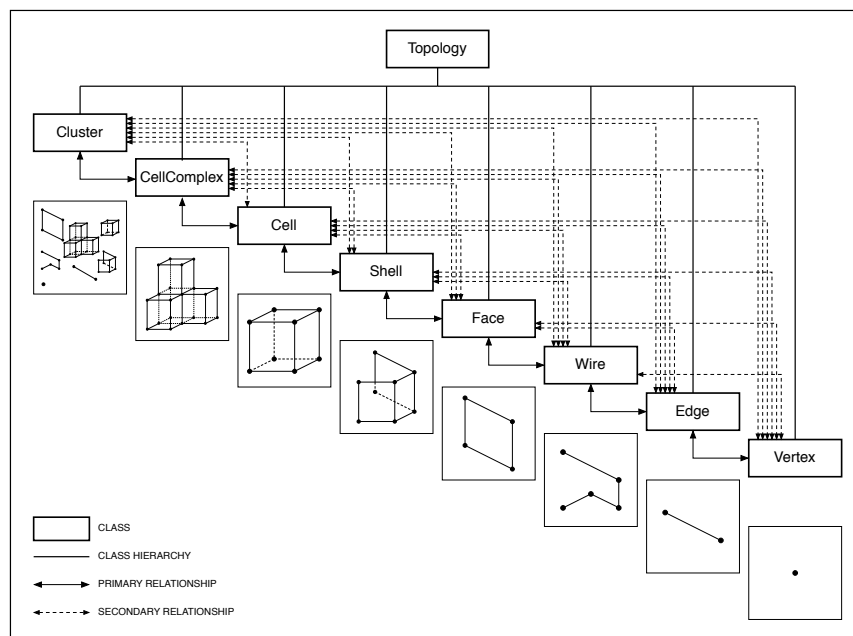 Topology
Cluster
CellComplex
Cell
Shell
Face
Wire
Edge
Vertex
CLASS
CLASS HIERARCHY
PRIMARY RELATIONSHIP
SECONDARY RELATIONSHIP